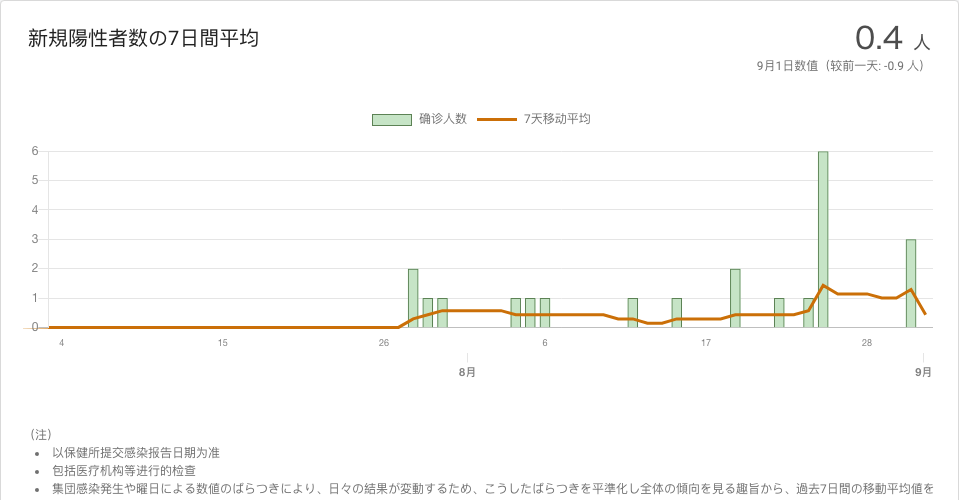 新規陽性者数の7日間平均
0.4 人
9月1日数值（较前一天: -0.9 人）
确诊人数 7天移动平均
6
5
4
3
2
1
0
4 15 26 6 17 28
8月 9月
（注）
• 以保健所提交感染报告日期为准
• 包括医疗机构等进行的检查
• 集団感染発生や曜日による数値のばらつきにより、日々の結果が変動するため、こうしたばらつきを平準化し全体の傾向を見る趣旨から、過去7日間の移動平均値を